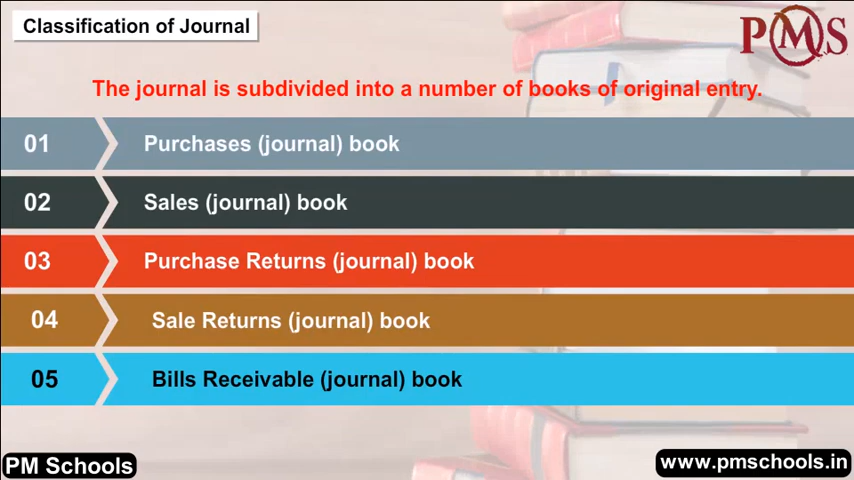 Classification of Journal
PMS
The journal is subdivided into a number of books of original entry.
01 Purchases (journal) book
02 Sales (journal) book
03 Purchase Returns (journal) book
04 Sale Returns (journal) book
05 Bills Receivable (journal) book
PM Schools
www.pmschools.in